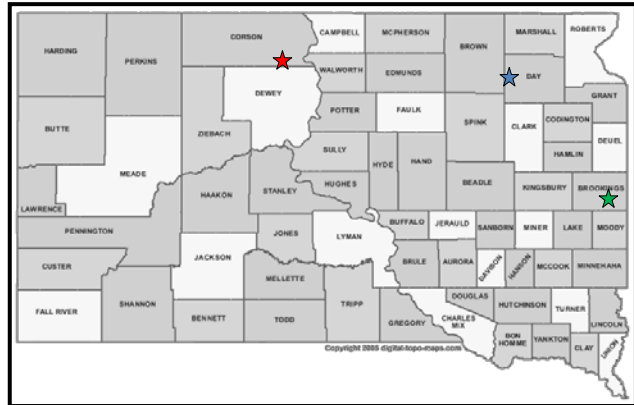 HARDING
PERKINS
CORSON
CAMPBELL
MCPHERSON
BROWN
MARSHALL
ROBERTS
WALWORTH
EDMUNDS
DAY
DEWEY
GRANT
BUTTE
ZIEBACH
POTTER
FAULK
SPINK
CLARK
CODINGTON
DEUEL
HAMLIN
MEADE
SULLY
HYDE
HAND
BEADLE
KINGSBURY
BROOKINGS
HAAKON
STANLEY
HUGHES
LAWRENCE
PENNINGTON
JONES
LYMAN
BUFFALO
JERAULD
SANBORN
MINER
LAKE
MOODY
CUSTER
JACKSON
MELLETTE
BRULE
AURORA
DAVISON
HANSON
MCCOOK
MINNEHAHA
FALL RIVER
SHANNON
BENNETT
TODD
TRIPP
GREGORY
CHARLES
MIX
DOUGLAS
HUTCHINSON
TURNER
LINCOLN
BON
HOMME
YANKTON
CLAY
UNION
Copyright 2005 digital-topo-maps.com